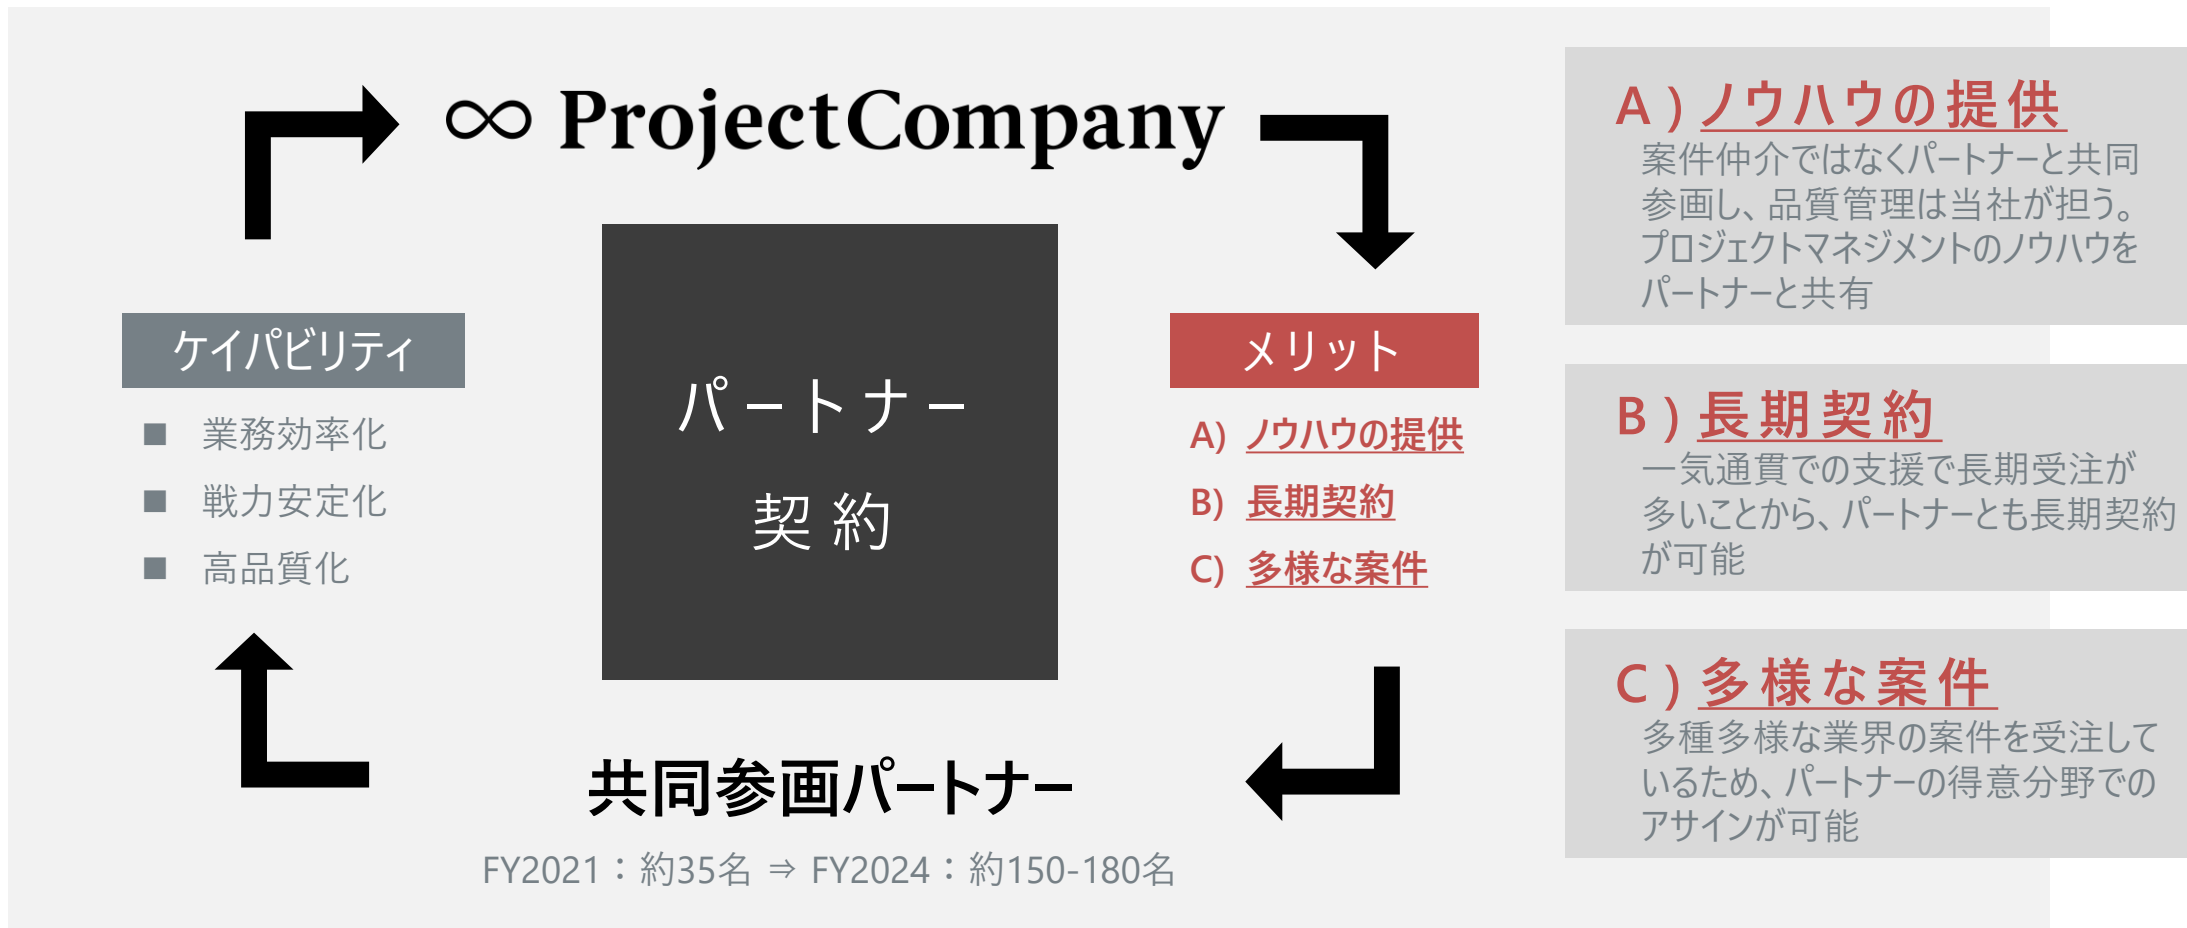 ∞ ProjectCompany
ケイパビリティ
■ 業務効率化
■ 戦力安定化
■ 高品質化
パートナー
契約
メリット
A) ノウハウの提供
B) 長期契約
C) 多様な案件
共同参画パートナー
FY2021：約35名 ⇒ FY2024：約150-180名
A)ノウハウの提供
案件仲介ではなくパートナーと共同
参画し、品質管理は当社が担う。
プロジェクトマネジメントのノウハウを
パートナーと共有
B)長期契約
一気通貫での支援で長期受注が
多いことから、パートナーとも長期契約
が可能
C)多様な案件
多種多様な業界の案件を受注して
いるため、パートナーの得意分野での
アサインが可能